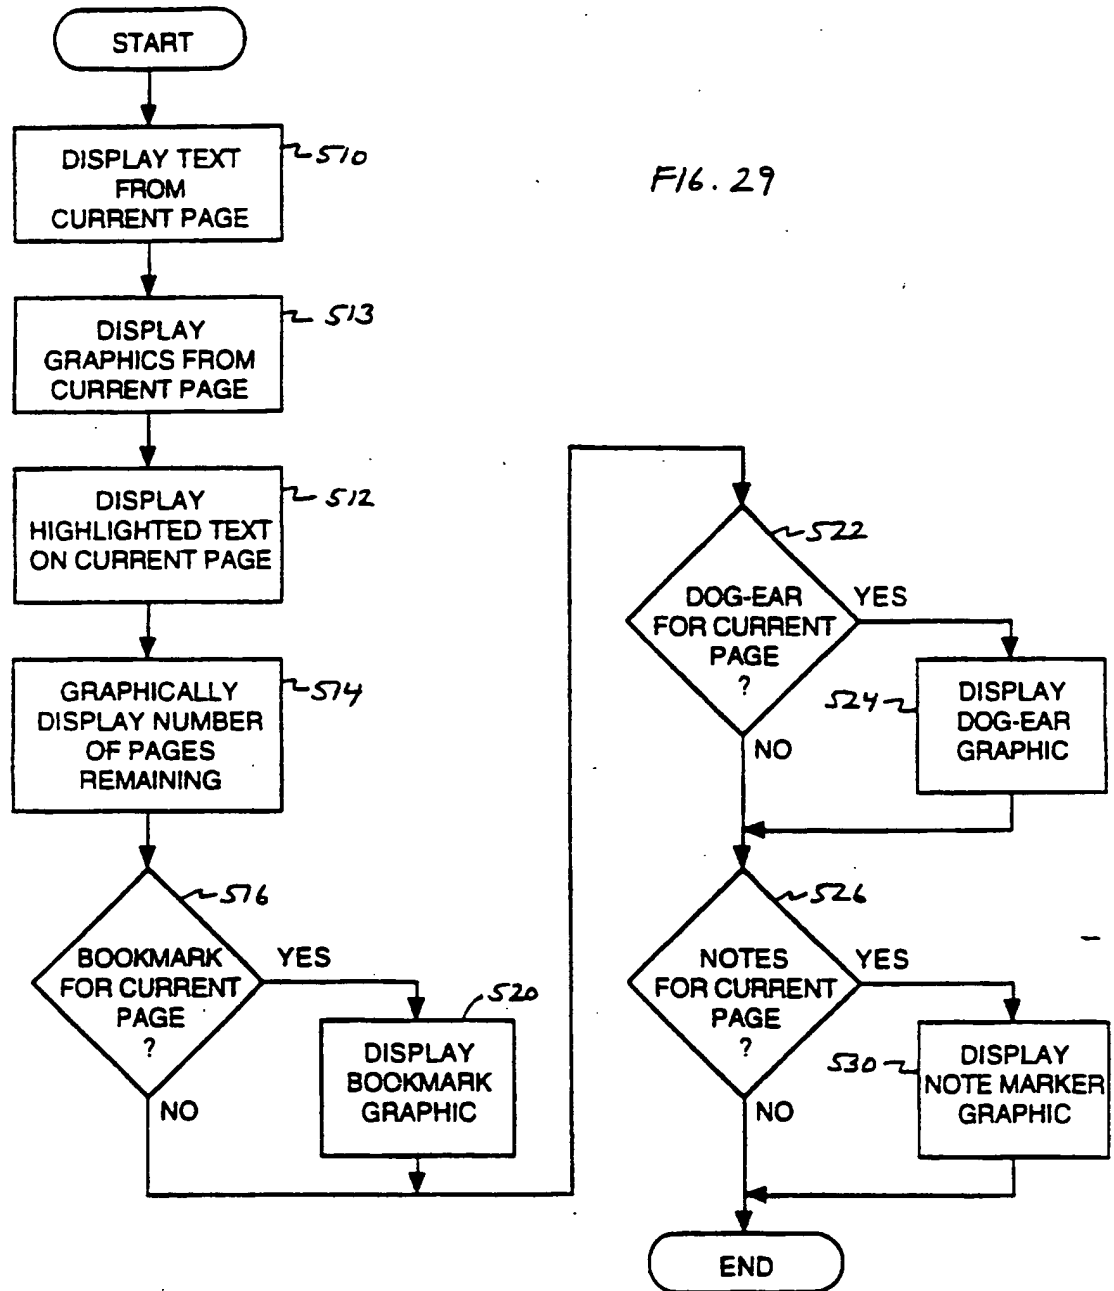 START
DISPLAY TEXT
FROM
CURRENT PAGE
510
FIG. 29
DISPLAY
GRAPHICS FROM
CURRENT PAGE
513
DISPLAY
HIGHLIGHTED TEXT
ON CURRENT PAGE
512
GRAPHICALLY
DISPLAY NUMBER
OF PAGES
REMAINING
514
516
BOOKMARK
FOR CURRENT
PAGE
?
YES
NO
520
DISPLAY
BOOKMARK
GRAPHIC
522
DOG-EAR
FOR CURRENT
PAGE
?
YES
NO
524
DISPLAY
DOG-EAR
GRAPHIC
526
NOTES
FOR CURRENT
PAGE
?
YES
NO
530
DISPLAY
NOTE MARKER
GRAPHIC
END